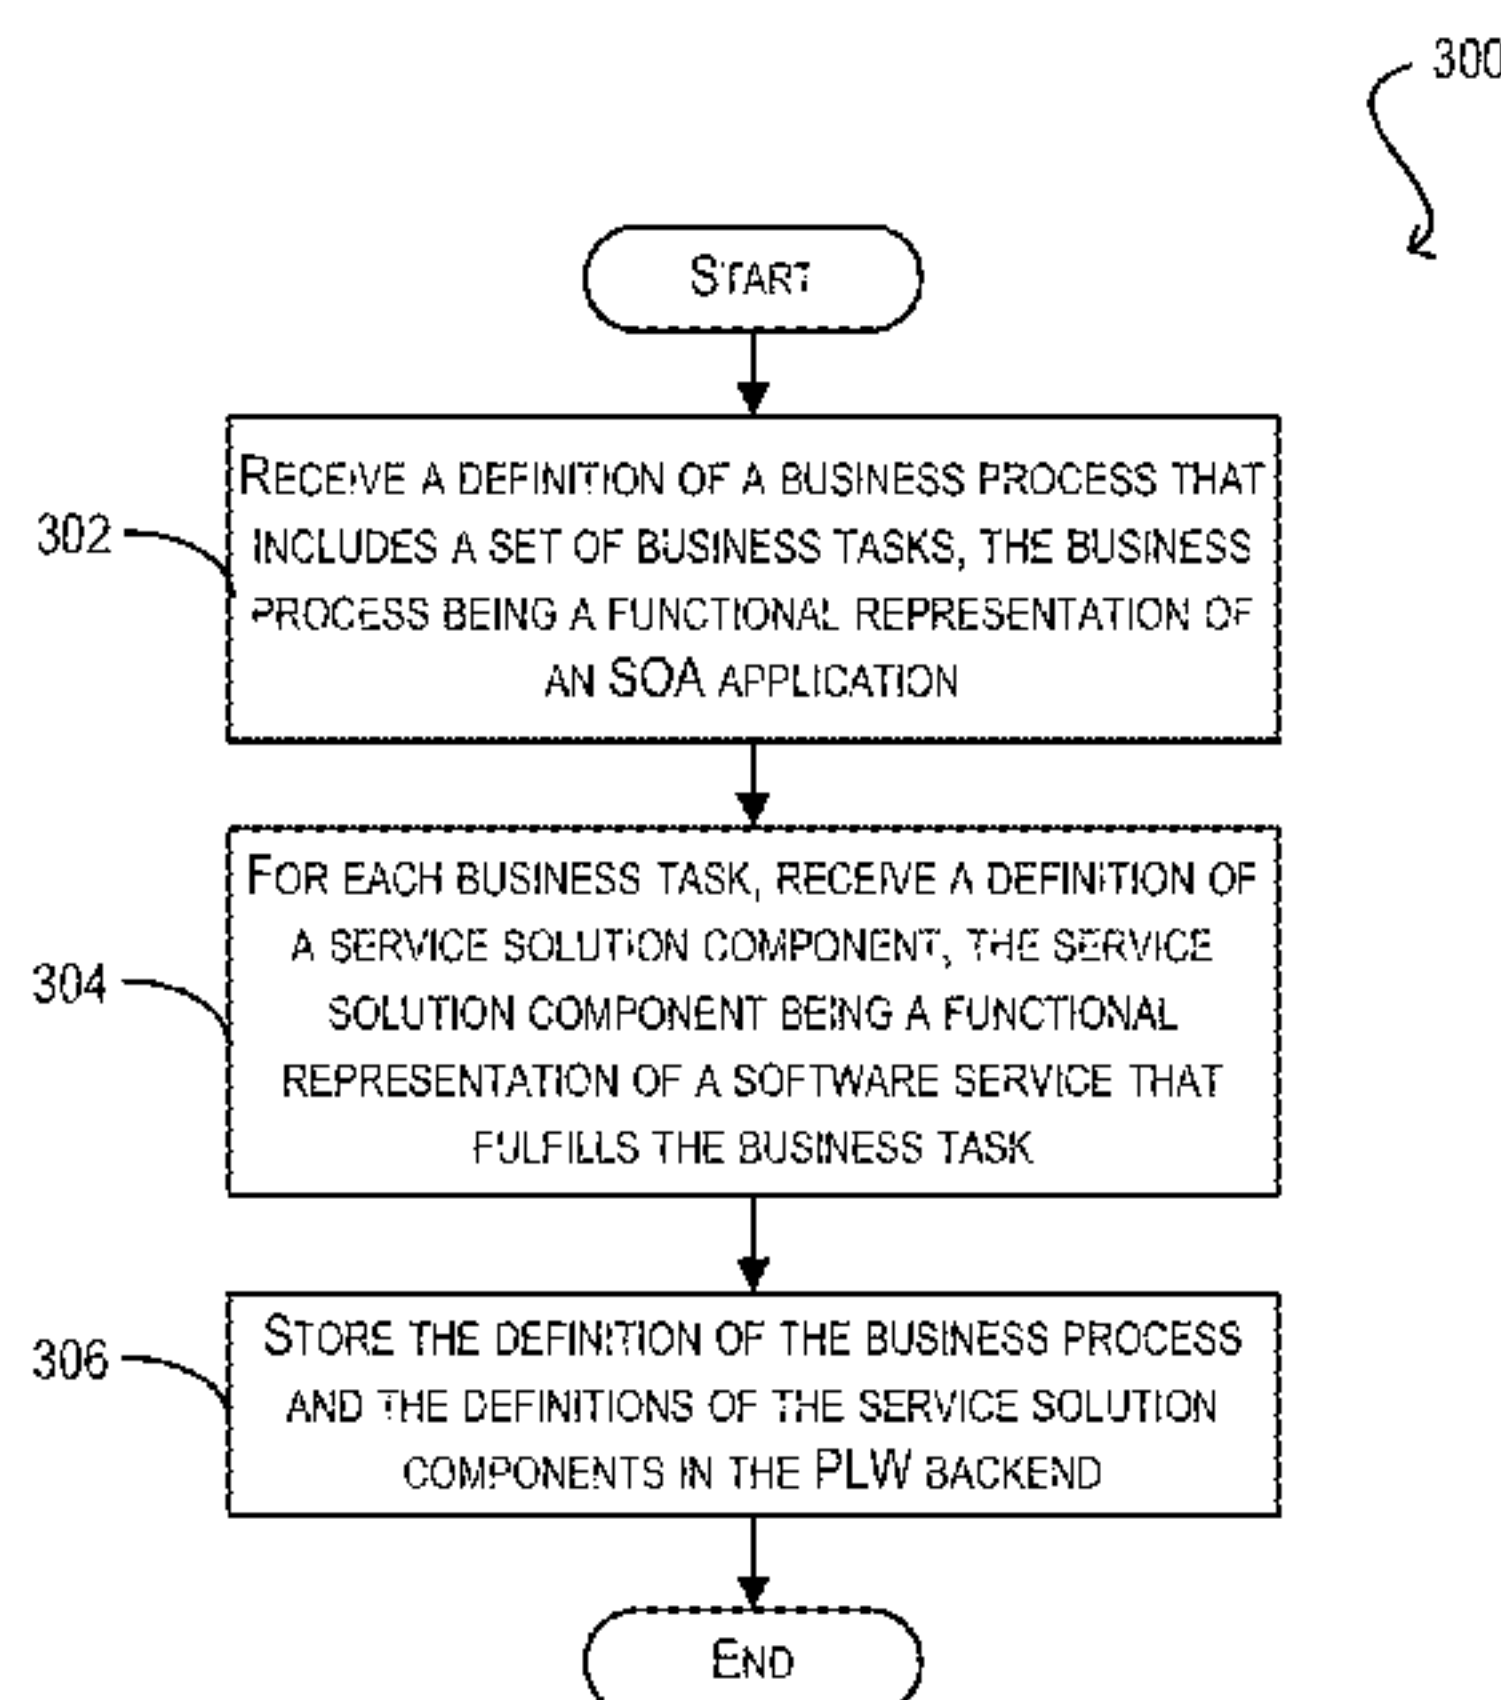 300
START
RECEIVE A DEFINITION OF A BUSINESS PROCESS THAT
INCLUDES A SET OF BUSINESS TASKS, THE BUSINESS
PROCESS BEING A FUNCTIONAL REPRESENTATION OF
AN SOA APPLICATION
302
FOR EACH BUSINESS TASK, RECEIVE A DEFINITION OF
A SERVICE SOLUTION COMPONENT, THE SERVICE
SOLUTION COMPONENT BEING A FUNCTIONAL
REPRESENTATION OF A SOFTWARE SERVICE THAT
FULFILLS THE BUSINESS TASK
304
STORE THE DEFINITION OF THE BUSINESS PROCESS
AND THE DEFINITIONS OF THE SERVICE SOLUTION
COMPONENTS IN THE PLW BACKEND
306
END